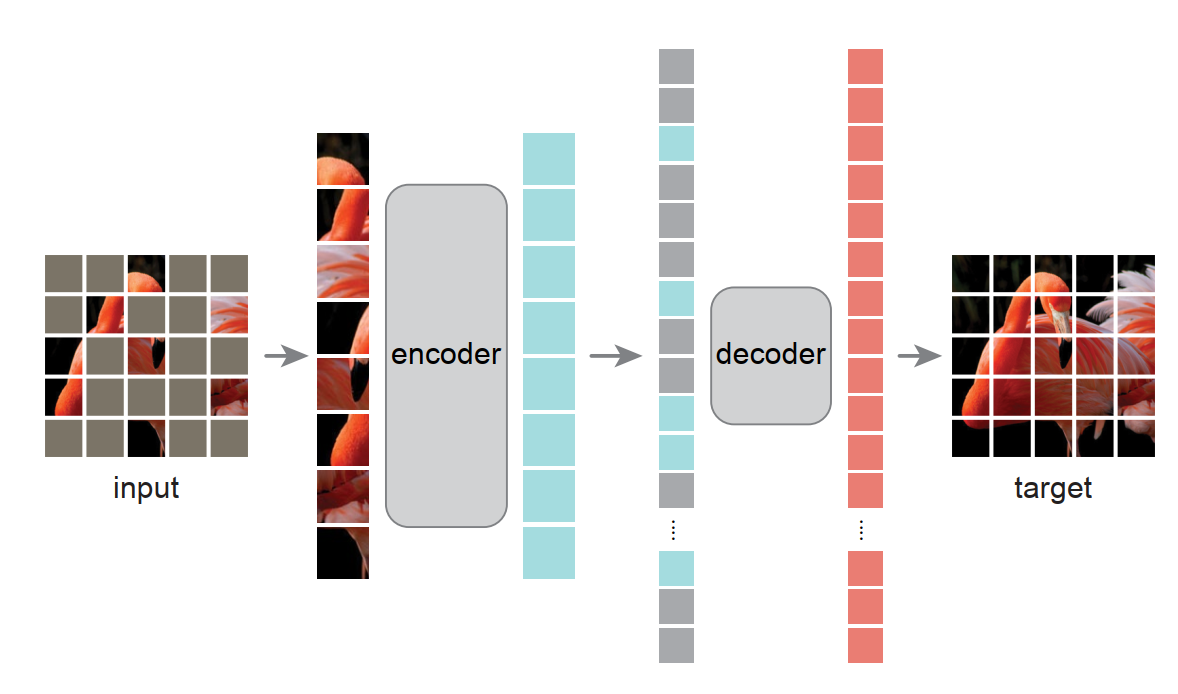 encoder
decoder
input
target